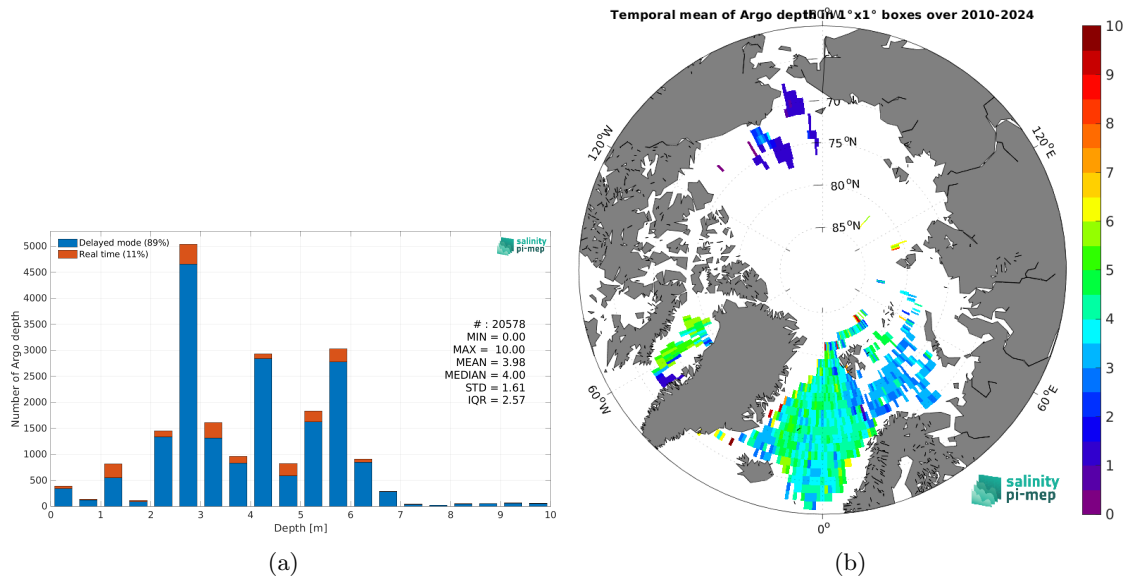 Delayed mode (89%)
Real time (11%)
salinity
pi-mep
# : 20578
MIN = 0.00
MAX = 10.00
MEAN = 3.98
MEDIAN = 4.00
STD = 1.61
IQR = 2.57
Number of Argo depth
5000
4500
4000
3500
3000
2500
2000
1500
1000
500
0
0 1 2 3 4 5 6 7 8 9 10
Depth [m]
(a)
Temporal mean of Argo depth in 1°x1° boxes over 2010-2024
180°W
120°W
120°E
70
75°N
80°N
85°N
60°W
60°E
0°
salinity
pi-mep
10
9
8
7
6
5
4
3
2
1
0
(b)